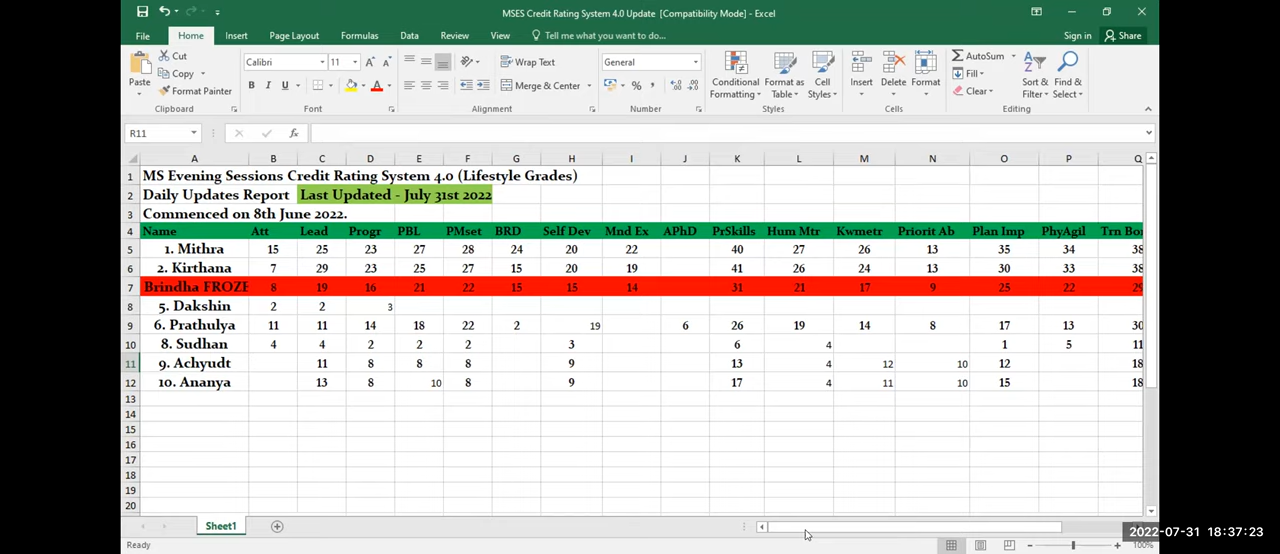 MSES Credit Rating System 4.0 Update [Compatibility Mode] - Excel
File Home Insert Page Layout Formulas Data Review View Tell me what you want to do... Sign in Share
Paste Cut Copy Format Painter Clipboard
Calibri 11 A A B I U A Font
Wrap Text Merge & Center Alignment
General % , Number
Conditional Formatting Format as Table Cell Styles Styles
Insert Delete Format Cells
AutoSum Fill Clear Sort & Filter Find & Select Editing
R11 fx
A B C D E F G H I J K L M N O P Q
1 MS Evening Sessions Credit Rating System 4.0 (Lifestyle Grades)
2 Daily Updates Report Last Updated - July 31st 2022
3 Commenced on 8th June 2022.
4 Name Att Lead Progr PBL PMset BRD Self Dev Mnd Ex APhD PrSkills Hum Mtr Kwmetr Priorit Ab Plan Imp PhyAgil Trn Bo
5 1. Mithra 15 25 23 27 28 24 20 22 40 27 26 13 35 34 38
6 2. Kirthana 7 29 23 25 27 15 20 19 41 26 24 13 30 33 38
7 Brindha FROZE 8 19 16 21 22 15 15 14 31 21 17 9 25 22 29
8 5. Dakshin 2 2 3
9 6. Prathulya 11 11 14 18 22 2 19 6 26 19 14 8 17 13 30
10 8. Sudhan 4 4 2 2 2 3 6 4 1 5 11
11 9. Achyudt 11 8 8 8 9 13 4 12 10 12 18
12 10. Ananya 13 8 10 8 9 17 4 11 10 15 18
13
14
15
16
17
18
19
20
Sheet1
Ready 100%
2022-07-31 18:37:23